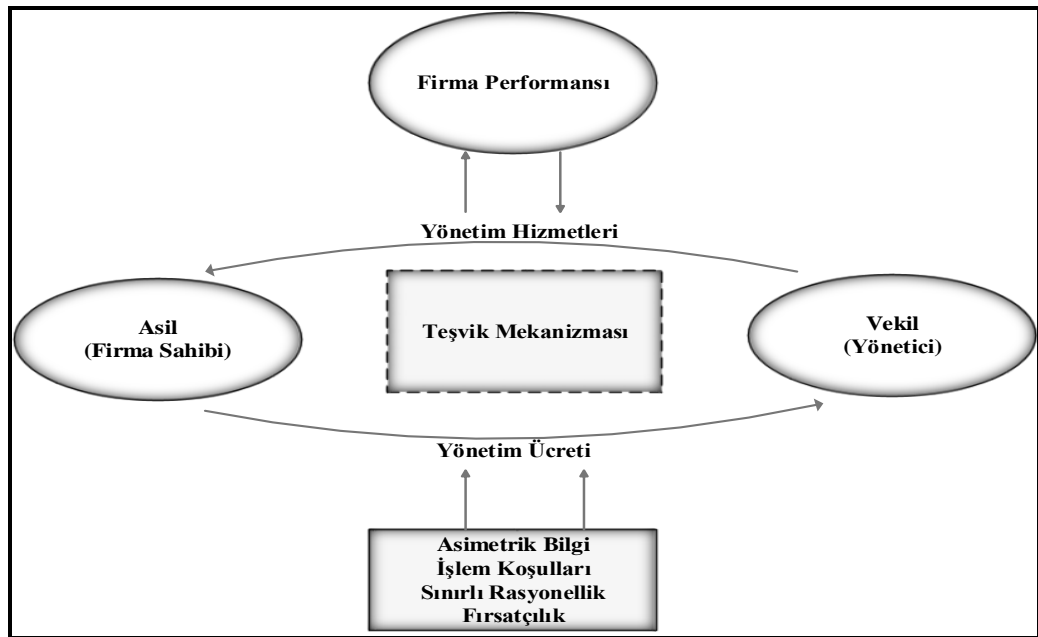 Firma Performansı
Yönetim Hizmetleri
Asil
(Firma Sahibi)
Teşvik Mekanizması
Vekil
(Yönetici)
Yönetim Ücreti
Asimetrik Bilgi
İşlem Koşulları
Sınırlı Rasyonellik
Fırsatçılık